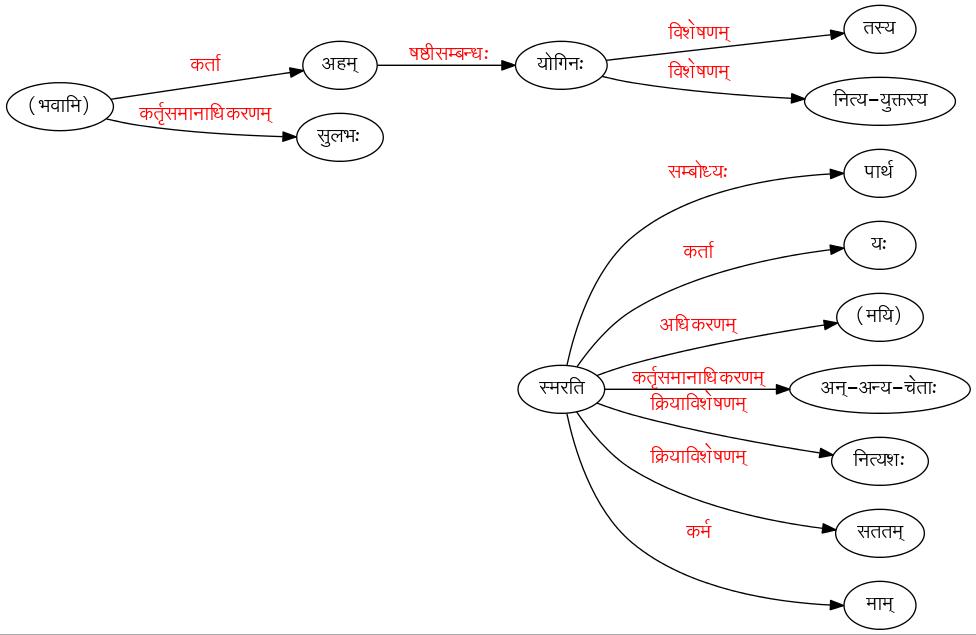 तस्य
विशेषणम्
अहम्
षष्ठीसम्बन्धः
योगिनः
कर्ता
विशेषणम्
नित्य-युक्तस्य
(भवामि)
कर्तृसमानाधिकरणम्
सुलभः
सम्बोध्यः
पार्थ
कर्ता
यः
अधिकरणम्
(मयि)
स्मरति
कर्तृसमानाधिकरणम्
अन्-अन्य-चेताः
क्रियाविशेषणम्
नित्यशः
क्रियाविशेषणम्
सततम्
कर्म
माम्